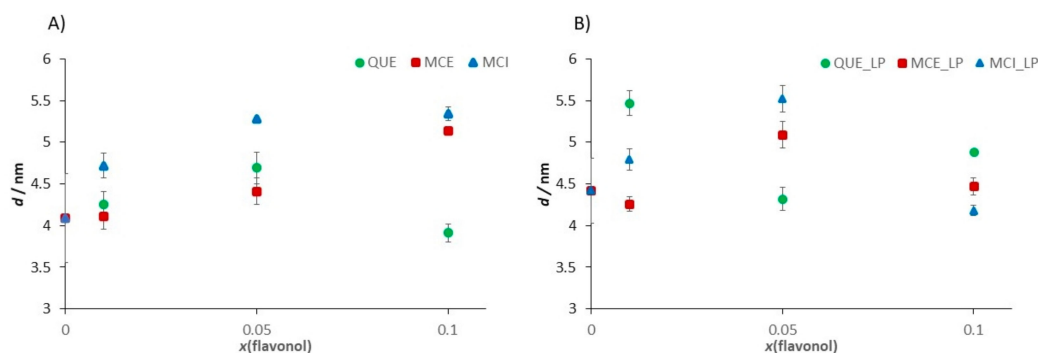 A)
QUE MCE MCI
6
5.5
5
4.5
4
3.5
3
d / nm
0 0.05 0.1
x(flavonol)
B)
QUE_LP MCE_LP MCI_LP
6
5.5
5
4.5
4
3.5
3
d / nm
0 0.05 0.1
x(flavonol)